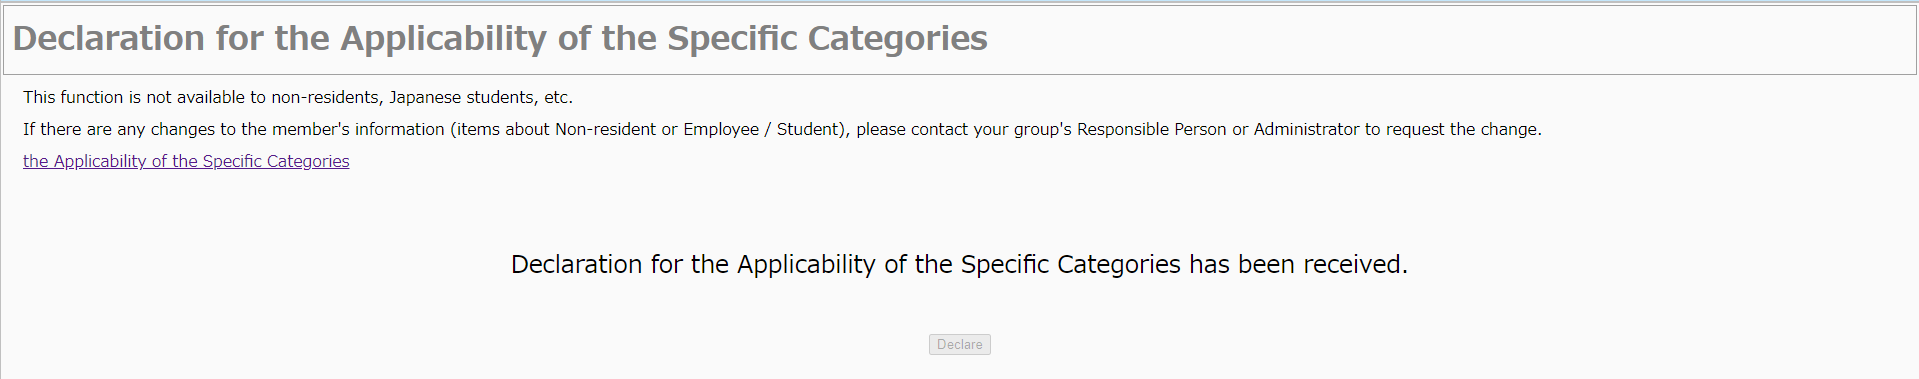 Declaration for the Applicability of the Specific Categories
This function is not available to non-residents, Japanese students, etc.
If there are any changes to the member's information (items about Non-resident or Employee / Student), please contact your group's Responsible Person or Administrator to request the change.
the Applicability of the Specific Categories
Declaration for the Applicability of the Specific Categories has been received.
Declare